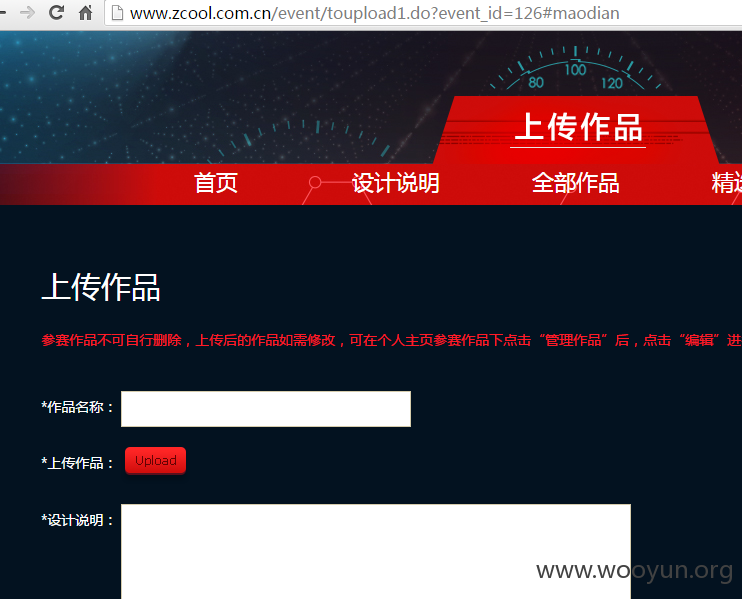 www.zcool.com.cn/event/toupload1.do?event_id=126#maodian
80 100 120
上传作品
首页 设计说明 全部作品 精选
上传作品
参赛作品不可自行删除，上传后的作品如需修改，可在个人主页参赛作品下点击“管理作品”后，点击“编辑”进
*作品名称：
*上传作品： Upload
*设计说明：
www.wooyun.org